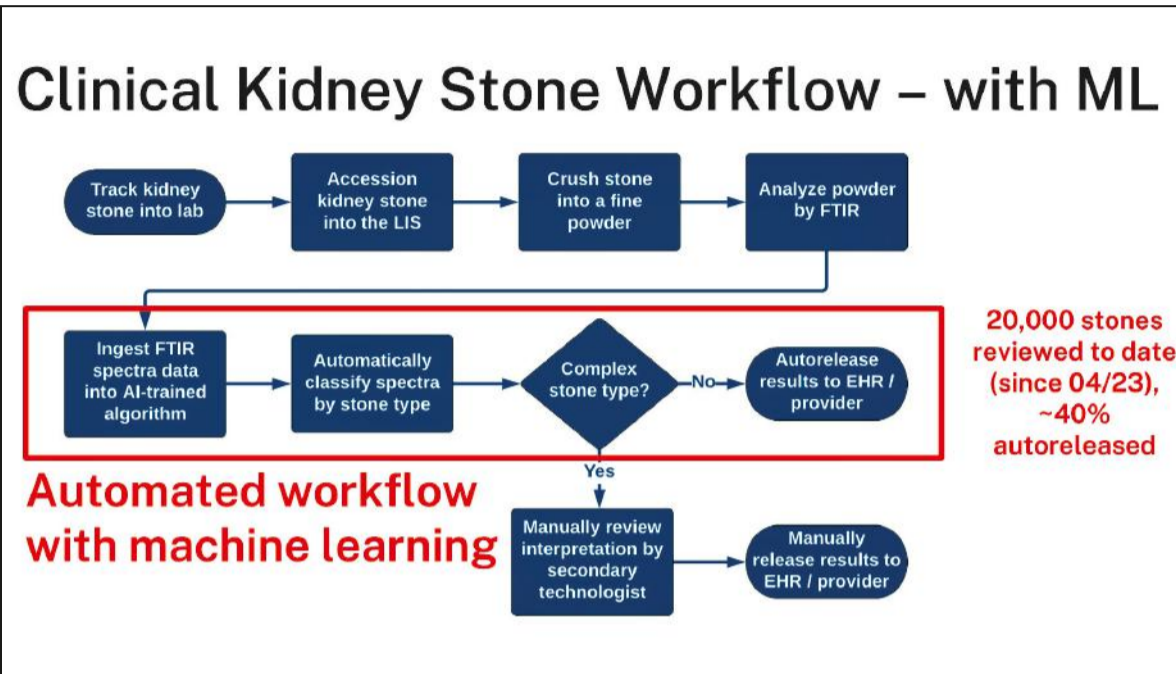 Clinical Kidney Stone Workflow – with ML
Track kidney
stone into lab
Accession
kidney stone
into the LIS
Crush stone
into a fine
powder
Analyze powder
by FTIR
Ingest FTIR
spectra data
into AI-trained
algorithm
Automatically
classify spectra
by stone type
Complex
stone type?
No
Autorelease
results to EHR /
provider
20,000 stones
reviewed to date
(since 04/23),
~40%
autoreleased
Yes
Automated workflow
with machine learning
Manually review
interpretation by
secondary
technologist
Manually
release results to
EHR / provider